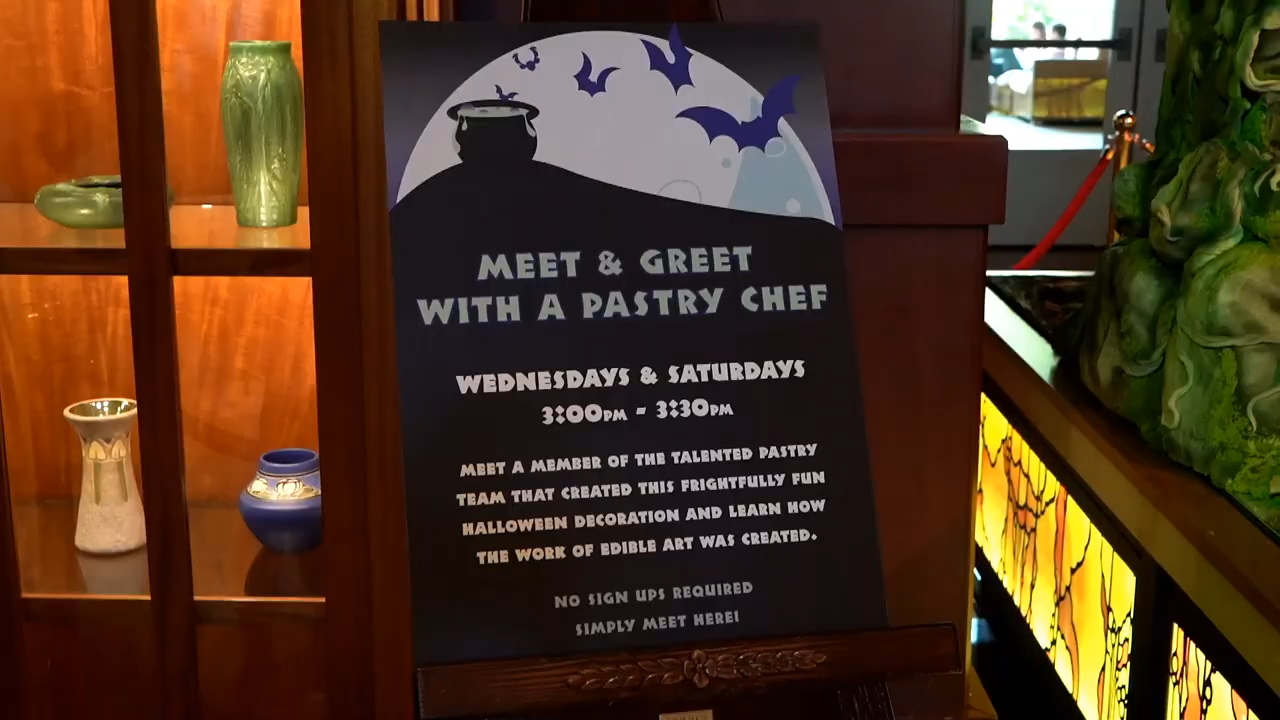 MEET & GREET
WITH A PASTRY CHEF
WEDNESDAYS & SATURDAYS
3:00PM - 3:30PM
MEET A MEMBER OF THE TALENTED PASTRY
TEAM THAT CREATED THIS FRIGHTFULLY FUN
HALLOWEEN DECORATION AND LEARN HOW
THE WORK OF EDIBLE ART WAS CREATED.
NO SIGN UPS REQUIRED
SIMPLY MEET HERE!